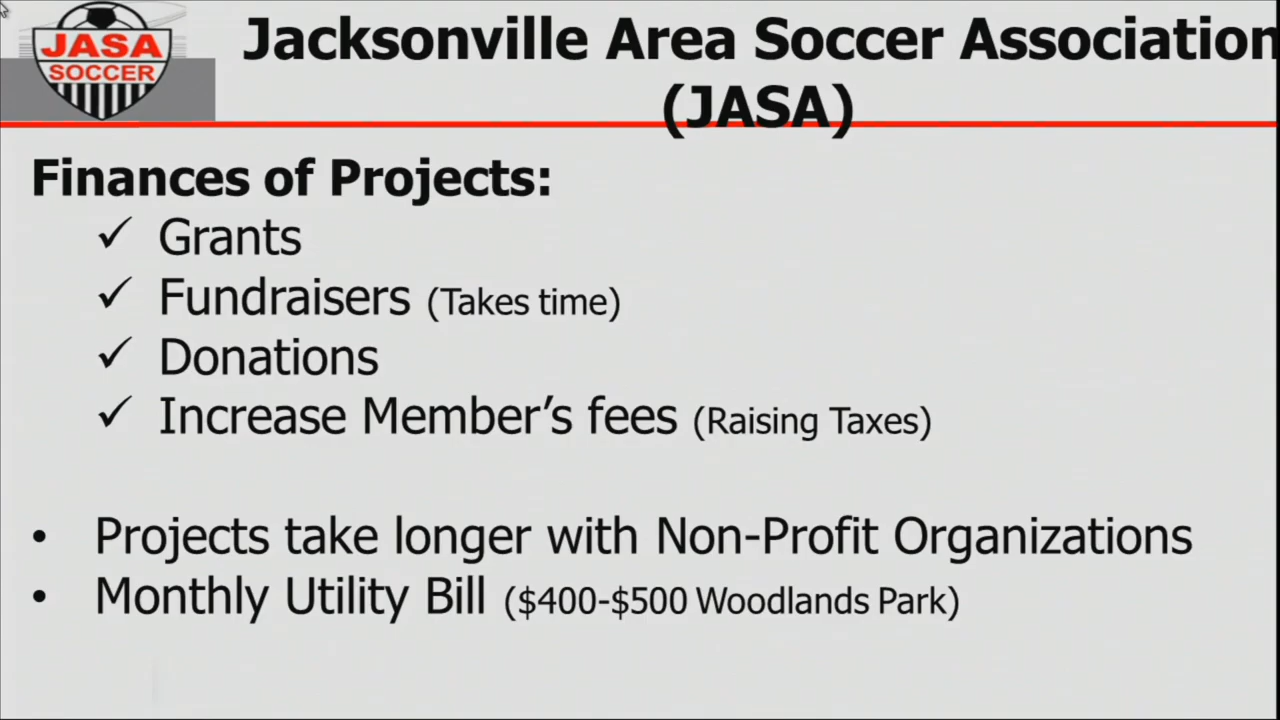 JASA
SOCCER
Jacksonville Area Soccer Association
(JASA)
Finances of Projects:
✓ Grants
✓ Fundraisers (Takes time)
✓ Donations
✓ Increase Member’s fees (Raising Taxes)
• Projects take longer with Non-Profit Organizations
• Monthly Utility Bill ($400-$500 Woodlands Park)